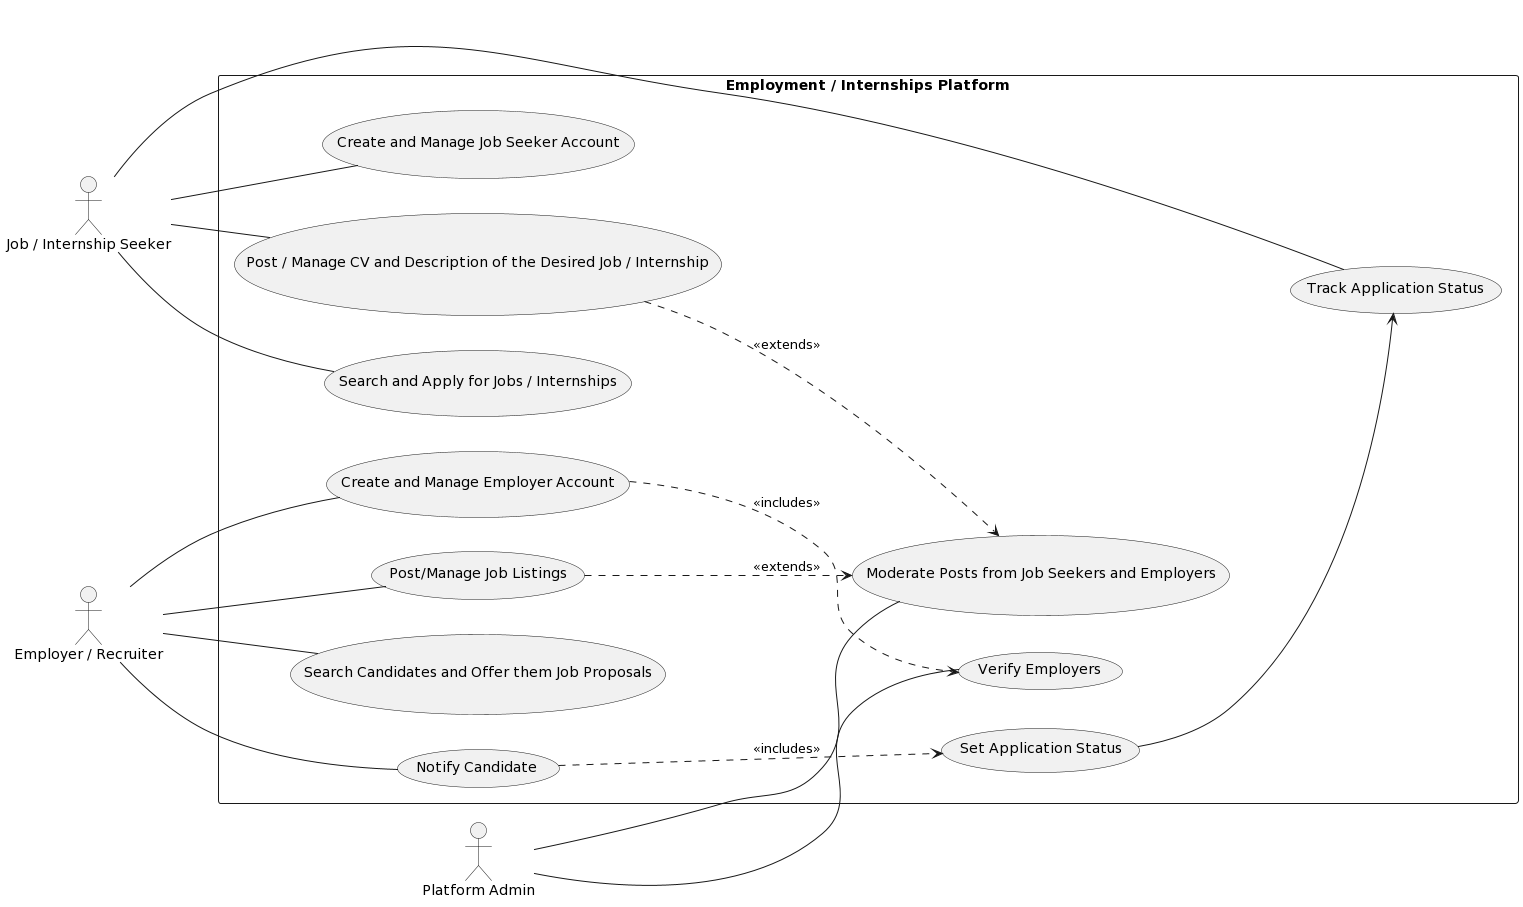 Employment / Internships Platform
Create and Manage Job Seeker Account
Job / Internship Seeker
Post / Manage CV and Description of the Desired Job / Internship
Track Application Status
«extends»
Search and Apply for Jobs / Internships
Create and Manage Employer Account
«includes»
Post/Manage Job Listings
«extends»
Moderate Posts from Job Seekers and Employers
Employer / Recruiter
Search Candidates and Offer them Job Proposals
Verify Employers
Notify Candidate
«includes»
Set Application Status
Platform Admin